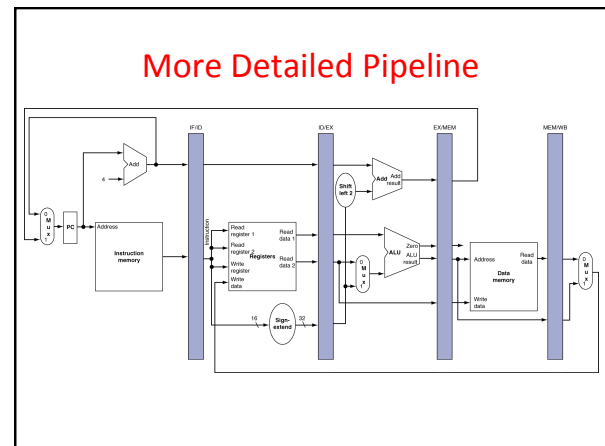 More Detailed Pipeline
IF/ID
ID/EX
EX/MEM
MEM/WB
Add
4
0
M
u
x
1
PC
Address
Instruction
memory
Instruction
Read
register 1
Read
register 2
Write
register
Write
data
Registers
Read
data 1
Read
data 2
16
Sign-
extend
32
Shift
left 2
0
M
u
x
1
Add
Add
result
ALU
Zero
ALU
result
Address
Write
data
Data
memory
Read
data
0
M
u
x
1